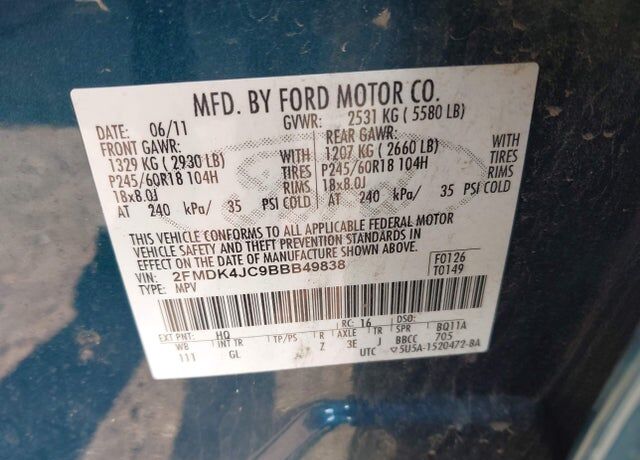 MFD. BY FORD MOTOR CO.
DATE: 06/11 GVWR: 2531 KG ( 5580 LB)
FRONT GAWR: REAR GAWR:
1329 KG ( 2930 LB) WITH 1207 KG ( 2660 LB) WITH
P245/60R18 104H TIRES P245/60R18 104H TIRES
18x8.0J RIMS 18x8.0J RIMS
AT 240 kPa/ 35 PSI COLD AT 240 kPa/ 35 PSI COLD
THIS VEHICLE CONFORMS TO ALL APPLICABLE FEDERAL MOTOR
VEHICLE SAFETY AND THEFT PREVENTION STANDARDS IN
EFFECT ON THE DATE OF MANUFACTURE SHOWN ABOVE.
VIN: 2FMDK4JC9BBB49838 F0126
TYPE: MPV T0149
EXT PNT: HQ RC: 16 DSO:
WB INT TR TP/PS R AXLE TR SPR BQ11A
111 GL Z 3E J BBCC 705
UTC ▽5U5A-1520472-BA